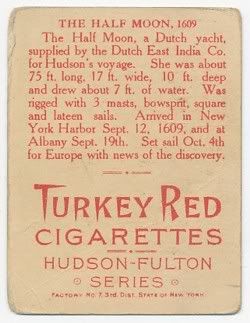 THE HALF MOON, 1609
The Half Moon, a Dutch yacht,
supplied by the Dutch East India Co.
for Hudson's voyage. She was about
75 ft. long, 17 ft. wide, 10 ft. deep
and drew about 7 ft. of water. Was
rigged with 3 masts, bowsprit, square
and lateen sails. Arrived in New
York Harbor Sept. 12, 1609, and at
Albany Sept. 19th. Set sail Oct. 4th
for Europe with news of the discovery.
TURKEY RED
CIGARETTES
HUDSON-FULTON
SERIES
FACTORY No. 7, 3rd. DIST. STATE OF NEW YORK.